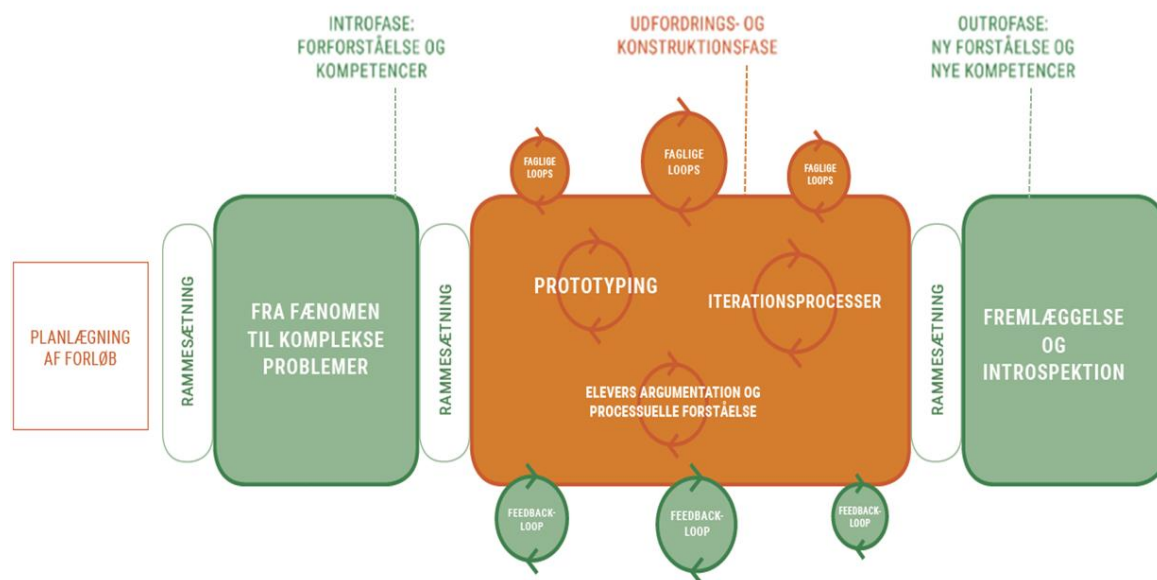 INTROFASE:
FORFORSTÅELSE OG
KOMPETENCER
UDFORDRINGS- OG
KONSTRUKTIONSFASE
OUTROFASE:
NY FORSTÅELSE OG
NYE KOMPETENCER
PLANLÆGNING
AF FORLØB
RAMMESÆTNING
FRA FÆNOMEN
TIL KOMPLEKSE
PROBLEMER
RAMMESÆTNING
FAGLIGE
LOOPS
FAGLIGE
LOOPS
FAGLIGE
LOOPS
PROTOTYPING
ITERATIONSPROCESSER
ELEVERS ARGUMENTATION OG
PROCESSUELLE FORSTÅELSE
FEEDBACK-
LOOP
FEEDBACK-
LOOP
FEEDBACK-
LOOP
RAMMESÆTNING
FREMLÆGGELSE
OG
INTROSPEKTION